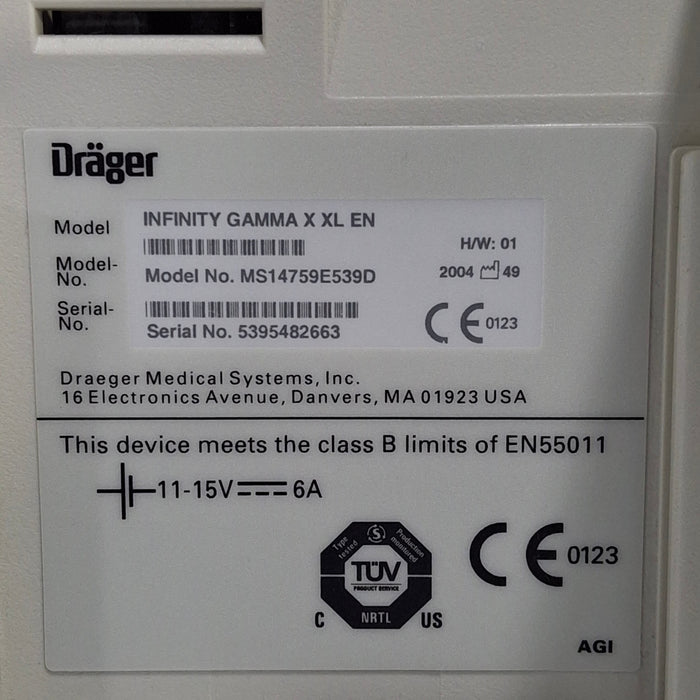 Dräger
Model INFINITY GAMMA X XL EN
H/W: 01
Model-No. Model No. MS14759E539D
2004 49
Serial-No. Serial No. 5395482663
CE 0123
Draeger Medical Systems, Inc.
16 Electronics Avenue, Danvers, MA 01923 USA
This device meets the class B limits of EN55011
11-15V 6A
Type tested S Production monitored
TÜV
PRODUCT SERVICE
C NRTL US
CE 0123
AGI